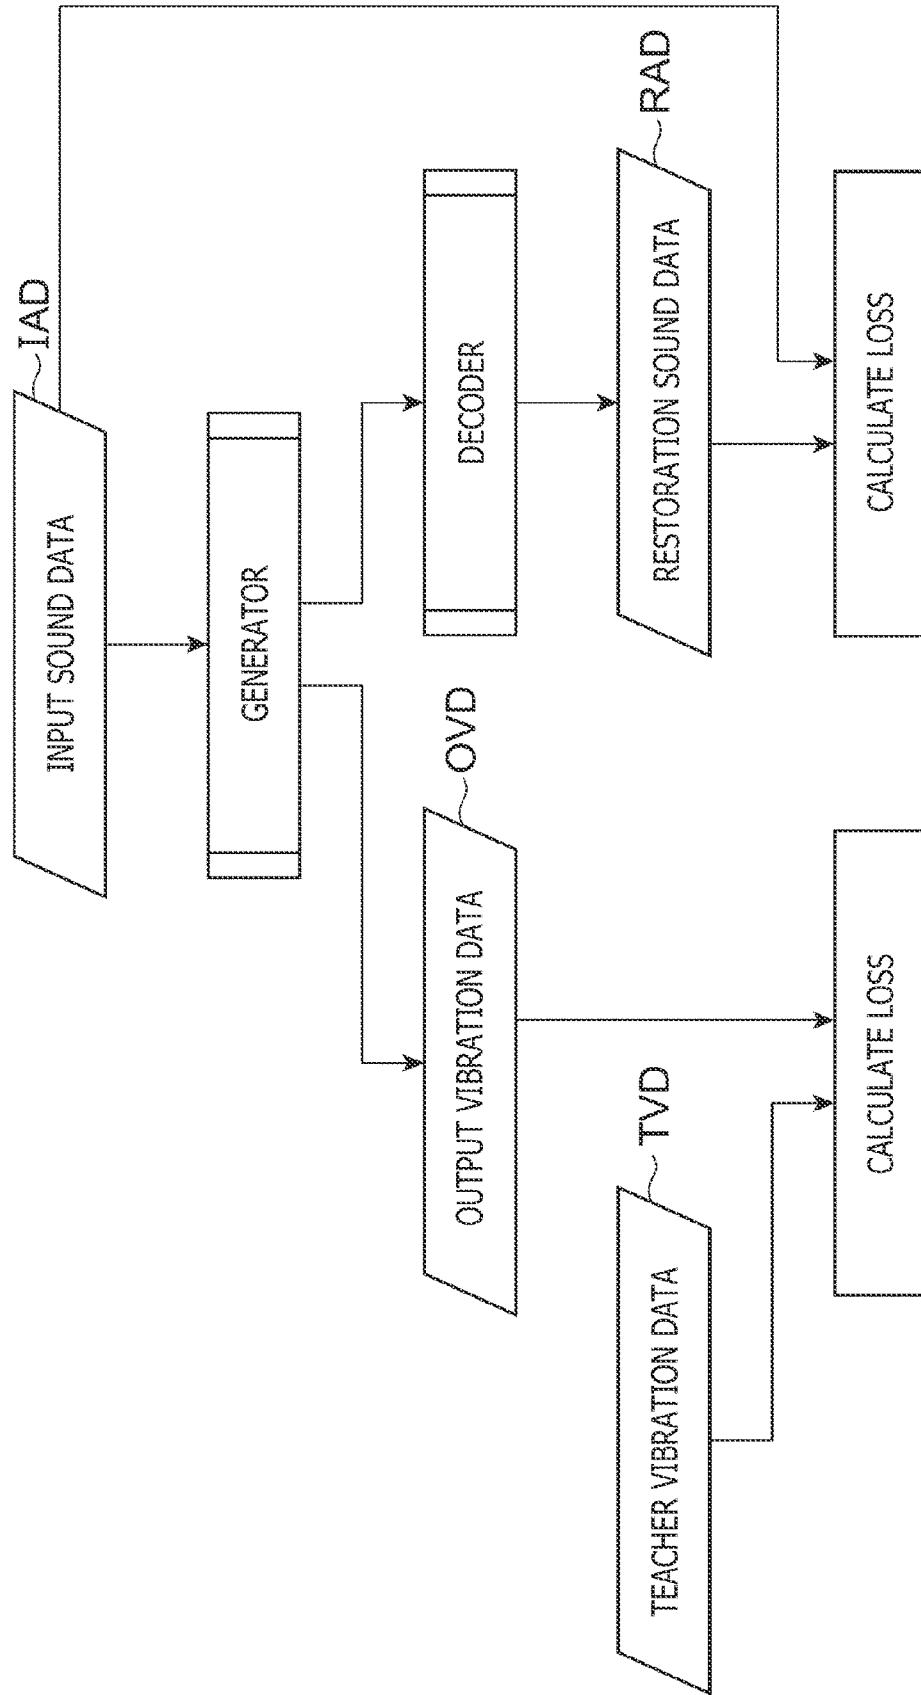 INPUT SOUND DATA
IAD
GENERATOR
OUTPUT VIBRATION DATA
OVD
DECODER
TEACHER VIBRATION DATA
TVD
RESTORATION SOUND DATA
RAD
CALCULATE LOSS
CALCULATE LOSS